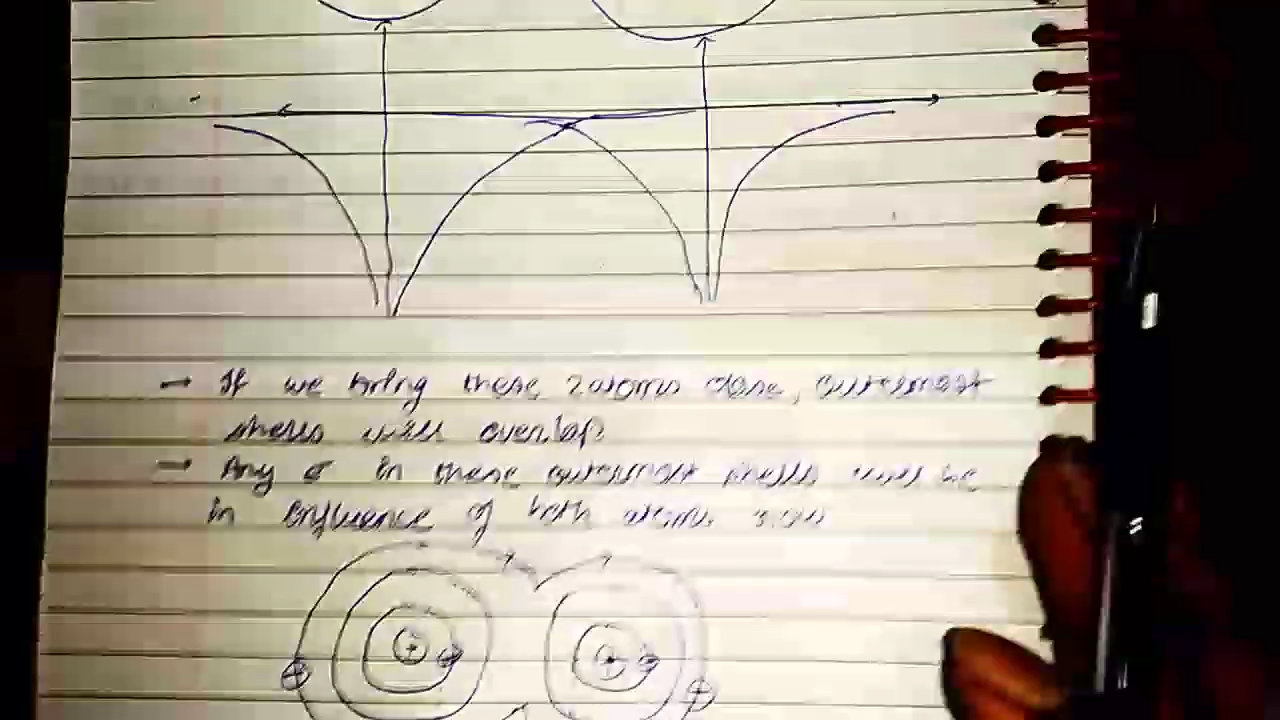 → If we bring these 2 atoms close, outermost
shells will overlap
→ Any e⁻ in these outermost shells will be
in influence of both atoms now
+
+